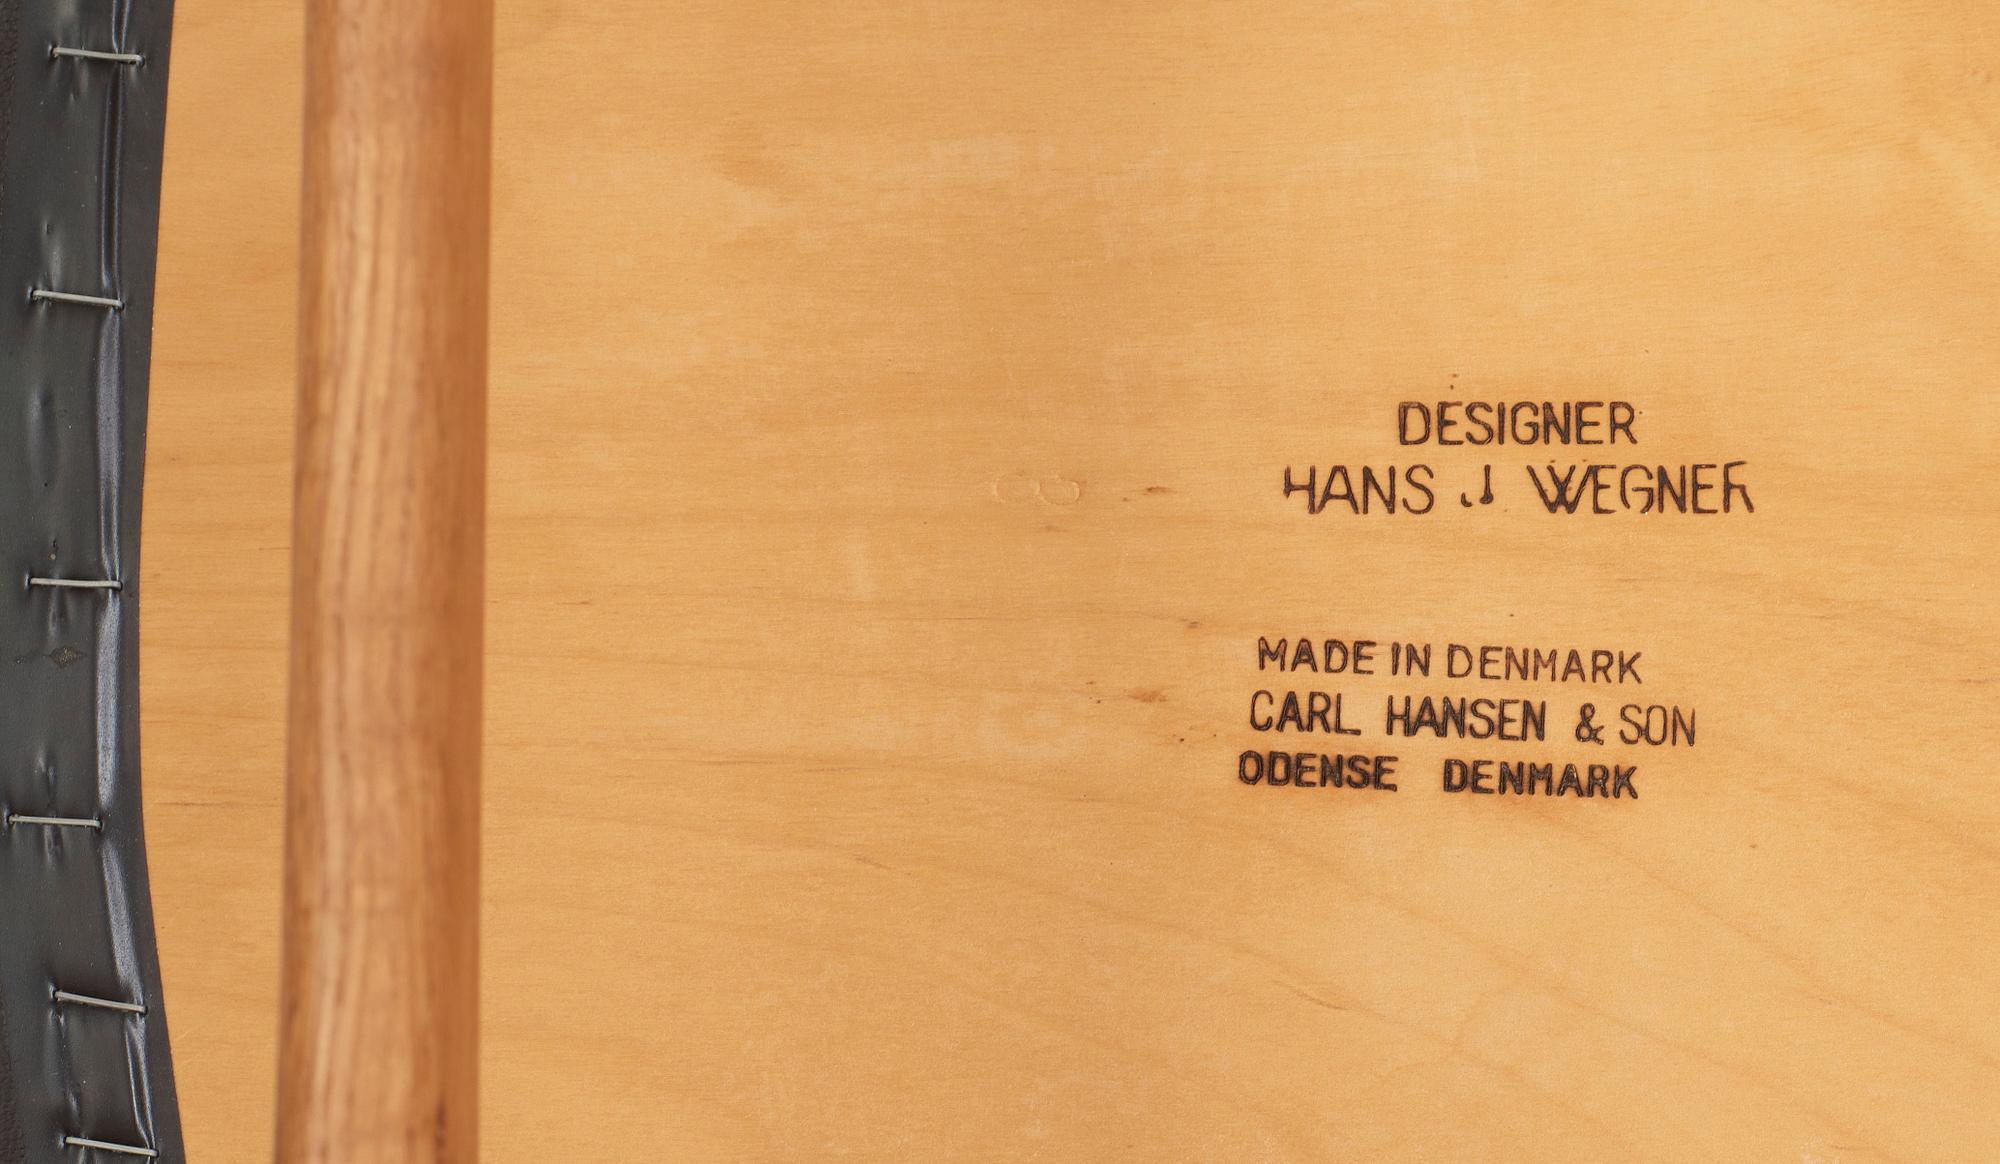 DESIGNER
HANS J WEGNER
MADE IN DENMARK
CARL HANSEN & SON
ODENSE DENMARK